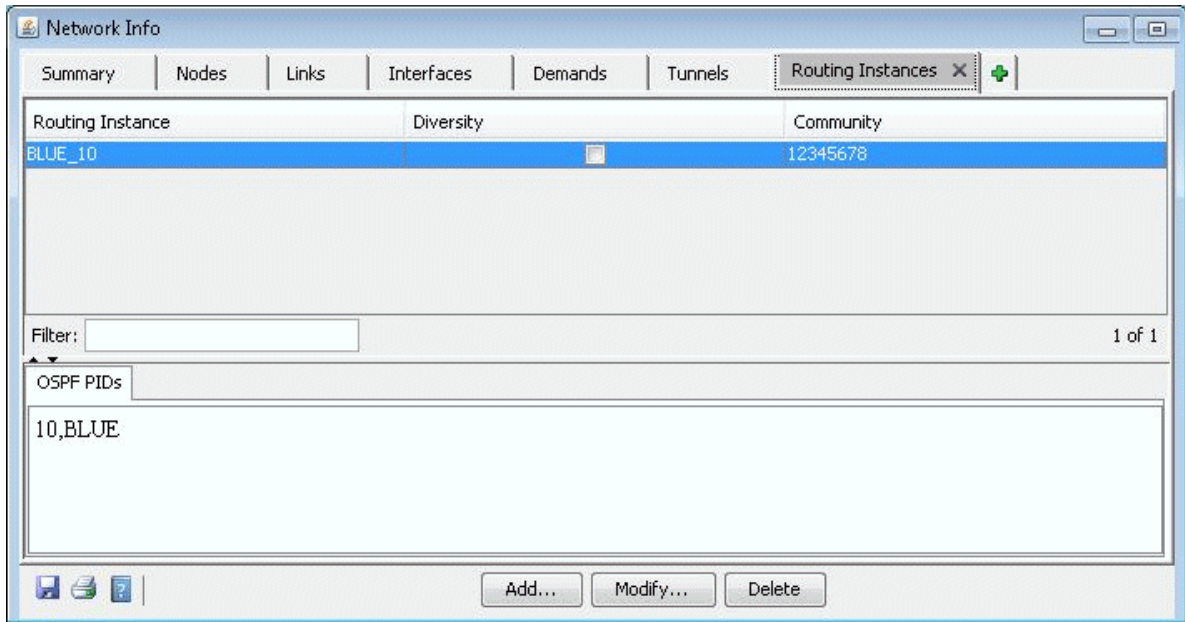 Network Info
Summary Nodes Links Interfaces Demands Tunnels Routing Instances
Routing Instance Diversity Community
BLUE_10 12345678
Filter: 1 of 1
OSPF PIDs
10,BLUE
Add... Modify... Delete